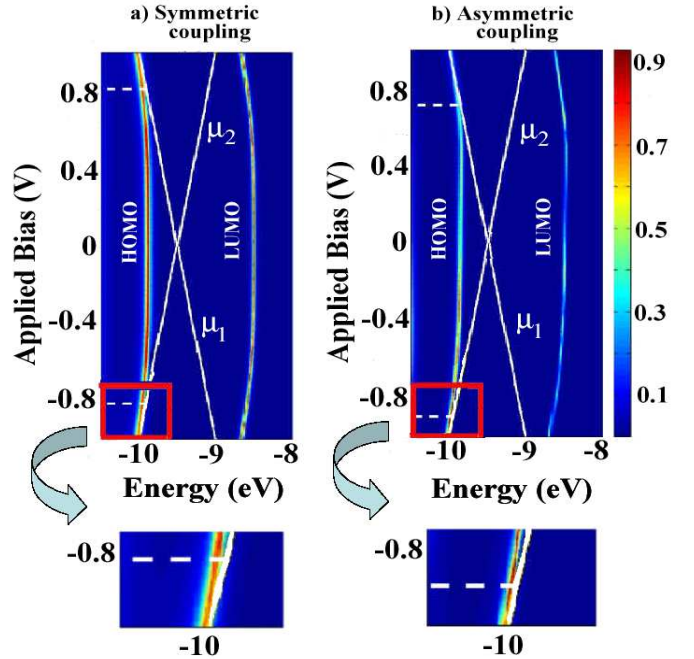 a) Symmetric
coupling
b) Asymmetric
coupling
Applied Bias (V)
0.8
0.4
0
-0.4
-0.8
HOMO
LUMO
μ2
μ1
-10
-9
-8
Energy (eV)
Applied Bias (V)
0.8
0.4
0
-0.4
-0.8
HOMO
LUMO
μ2
μ1
-10
-9
-8
Energy (eV)
0.9
0.7
0.5
0.3
0.1
-0.8
-10
-0.8
-10